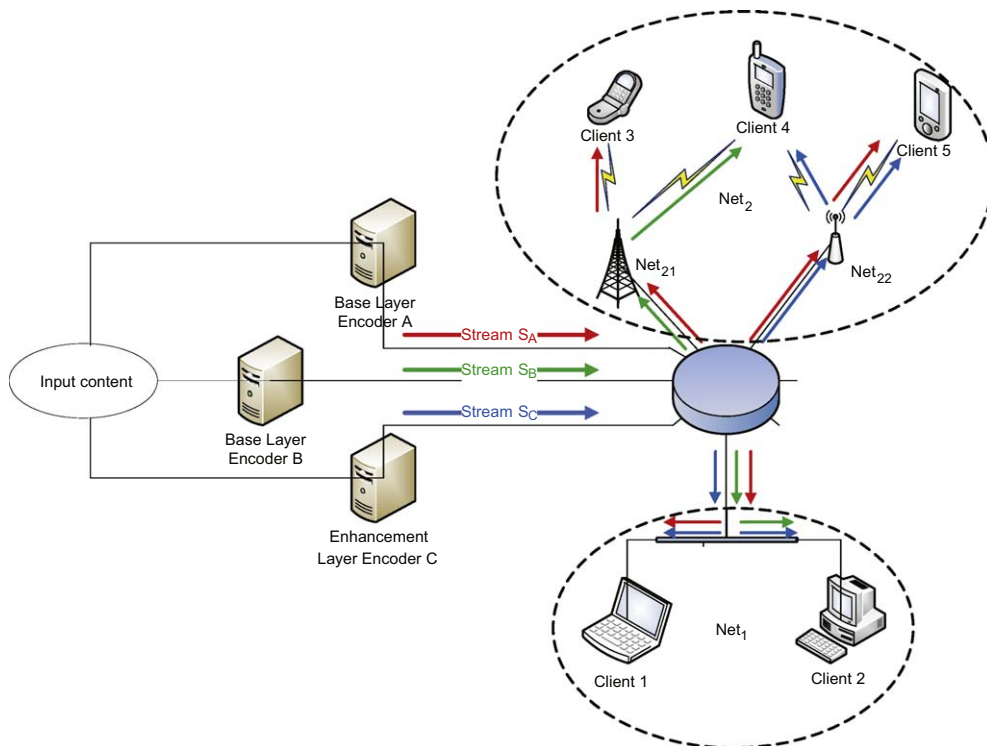 Client 3
Client 4
Client 5
Net2
Net21
Net22
Base Layer
Encoder A
Stream SA
Input content
Stream SB
Stream SC
Base Layer
Encoder B
Enhancement
Layer Encoder C
Net1
Client 1
Client 2